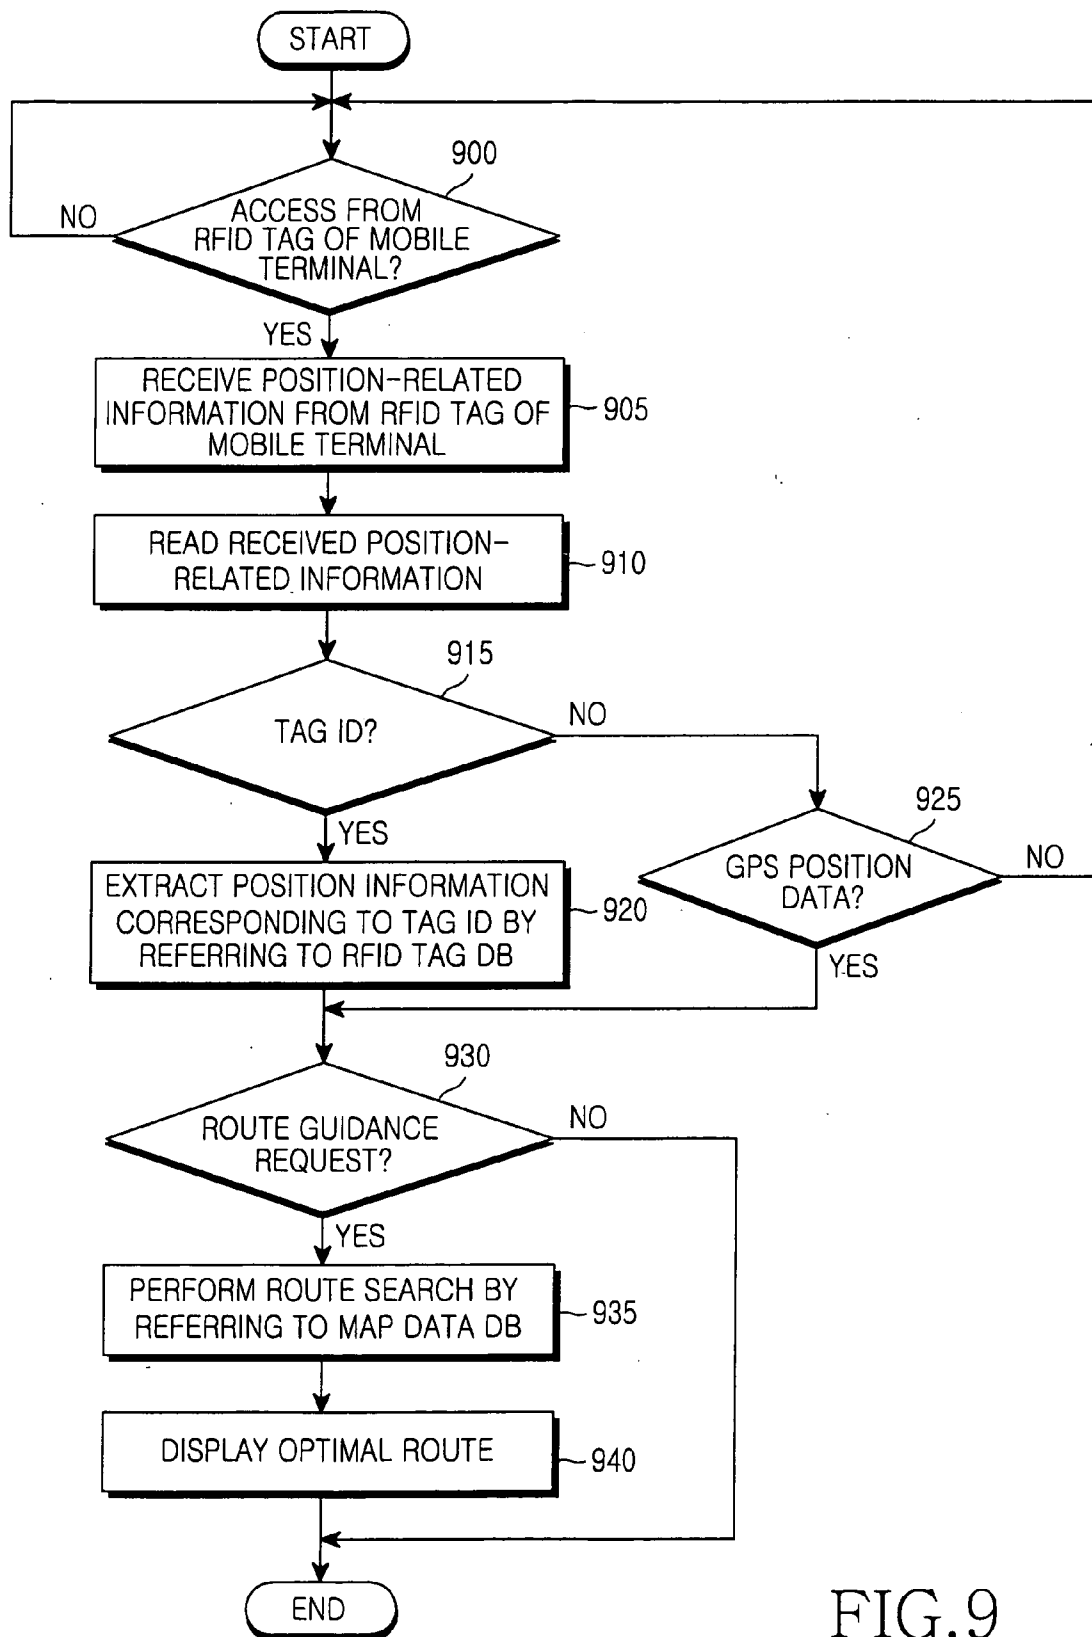 START
900
ACCESS FROM
RFID TAG OF MOBILE
TERMINAL?
NO
YES
RECEIVE POSITION-RELATED
INFORMATION FROM RFID TAG OF
MOBILE TERMINAL
905
READ RECEIVED POSITION-
RELATED INFORMATION
910
915
TAG ID?
NO
YES
925
GPS POSITION
DATA?
NO
YES
EXTRACT POSITION INFORMATION
CORRESPONDING TO TAG ID BY
REFERRING TO RFID TAG DB
920
930
ROUTE GUIDANCE
REQUEST?
NO
YES
PERFORM ROUTE SEARCH BY
REFERRING TO MAP DATA DB
935
DISPLAY OPTIMAL ROUTE
940
END
FIG.9